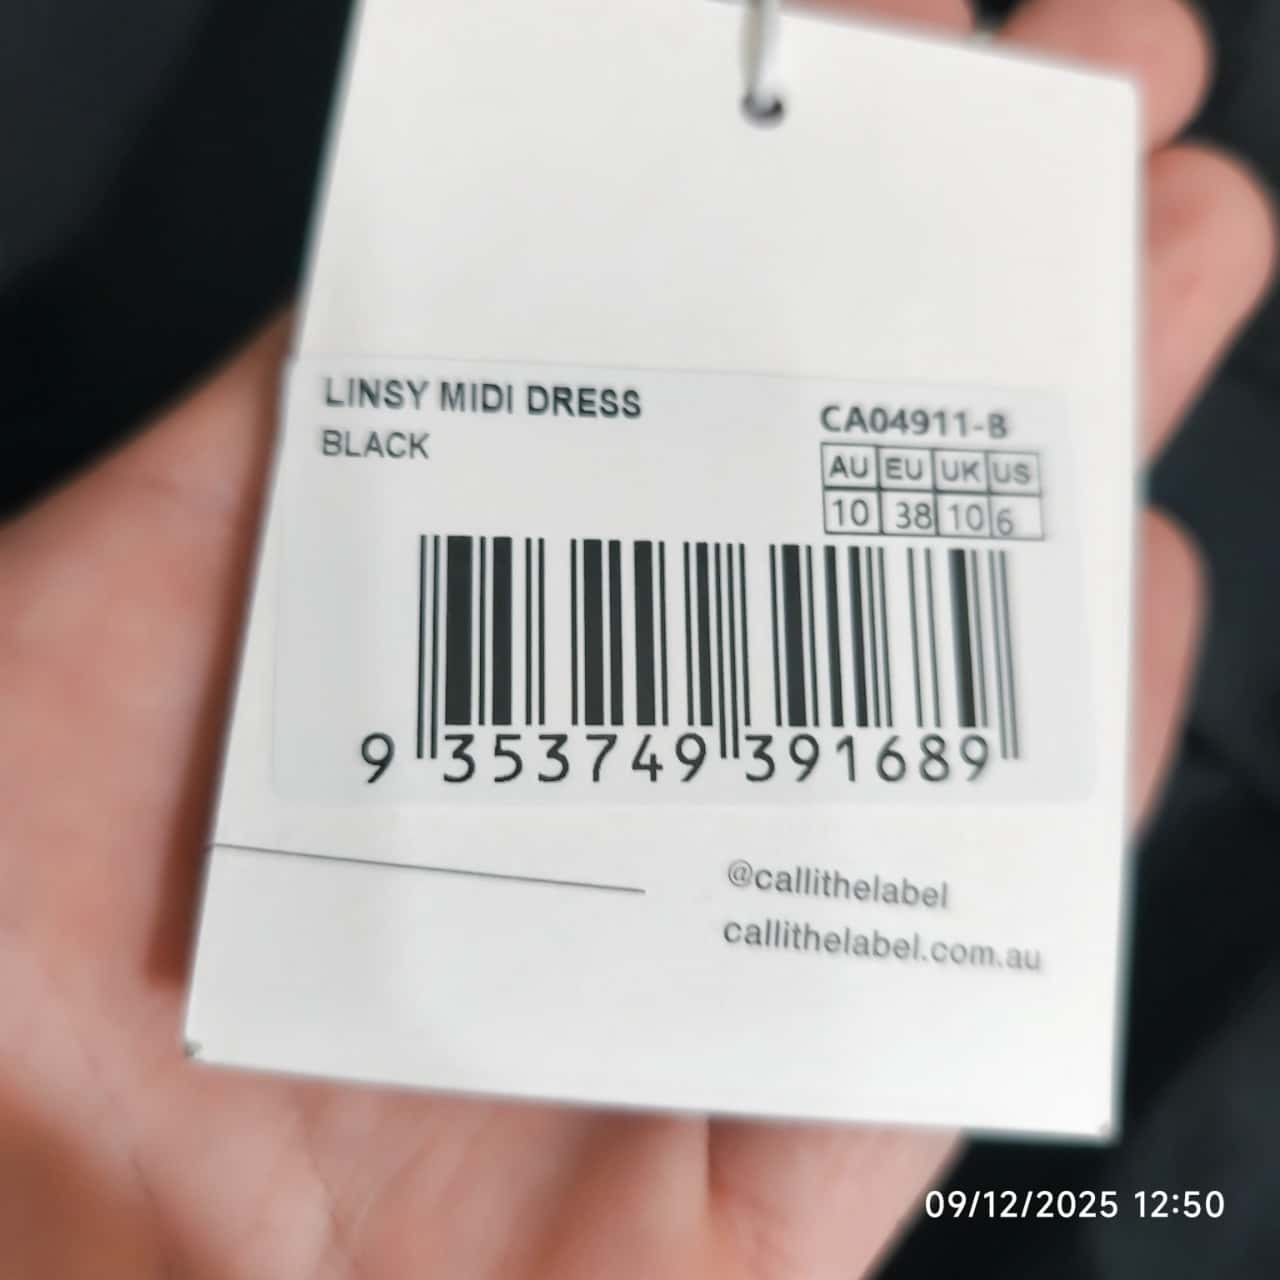 LINSY MIDI DRESS
BLACK
CA04911-B
AU EU UK US
10 38 10 6
9 353749 391689
@callithelabel
callithelabel.com.au
09/12/2025 12:50